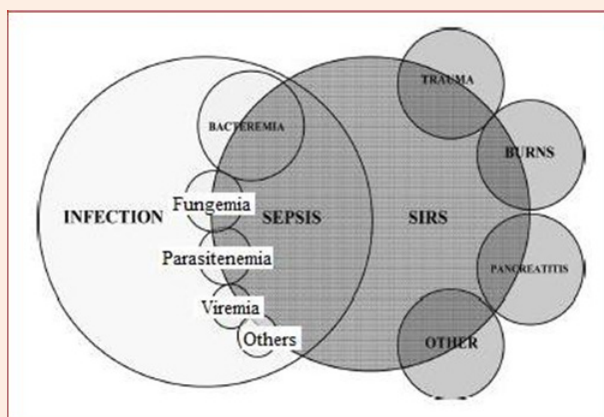 TRAUMA
BACTEREMIA
BURNS
Fungemia
INFECTION
SEPSIS
SIRS
Parasitenemia
PANCREATITIS
Viremia
Others
OTHER